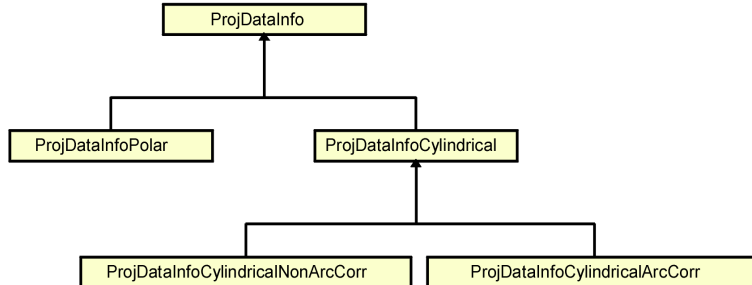 ProjDataInfo
ProjDataInfoPolar
ProjDataInfoCylindrical
ProjDataInfoCylindricalNonArcCorr
ProjDataInfoCylindricalArcCorr